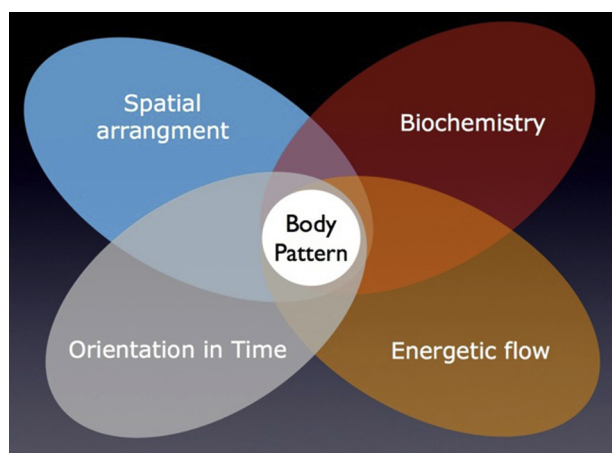 Spatial
arrangment
Biochemistry
Body
Pattern
Orientation in Time
Energetic flow